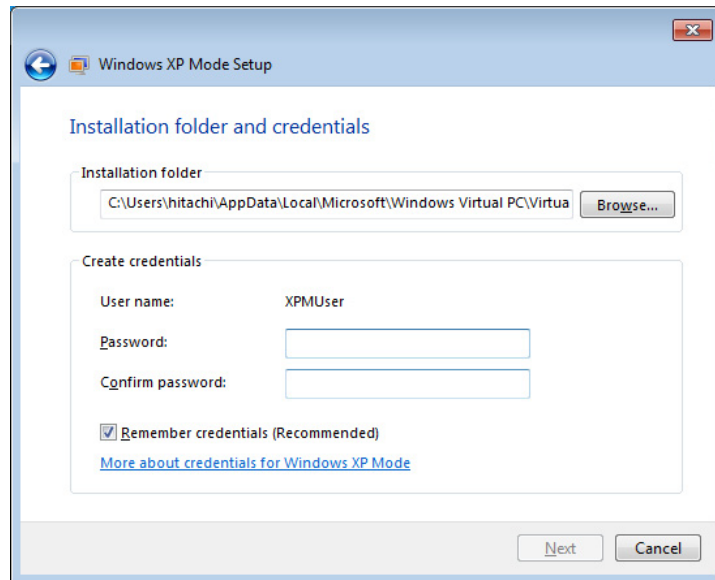 Windows XP Mode Setup
Installation folder and credentials
Installation folder
C:\Users\hitachi\AppData\Local\Microsoft\Windows Virtual PC\Virtua
Browse...
Create credentials
User name: XPMUser
Password:
Confirm password:
Remember credentials (Recommended)
More about credentials for Windows XP Mode
Next Cancel